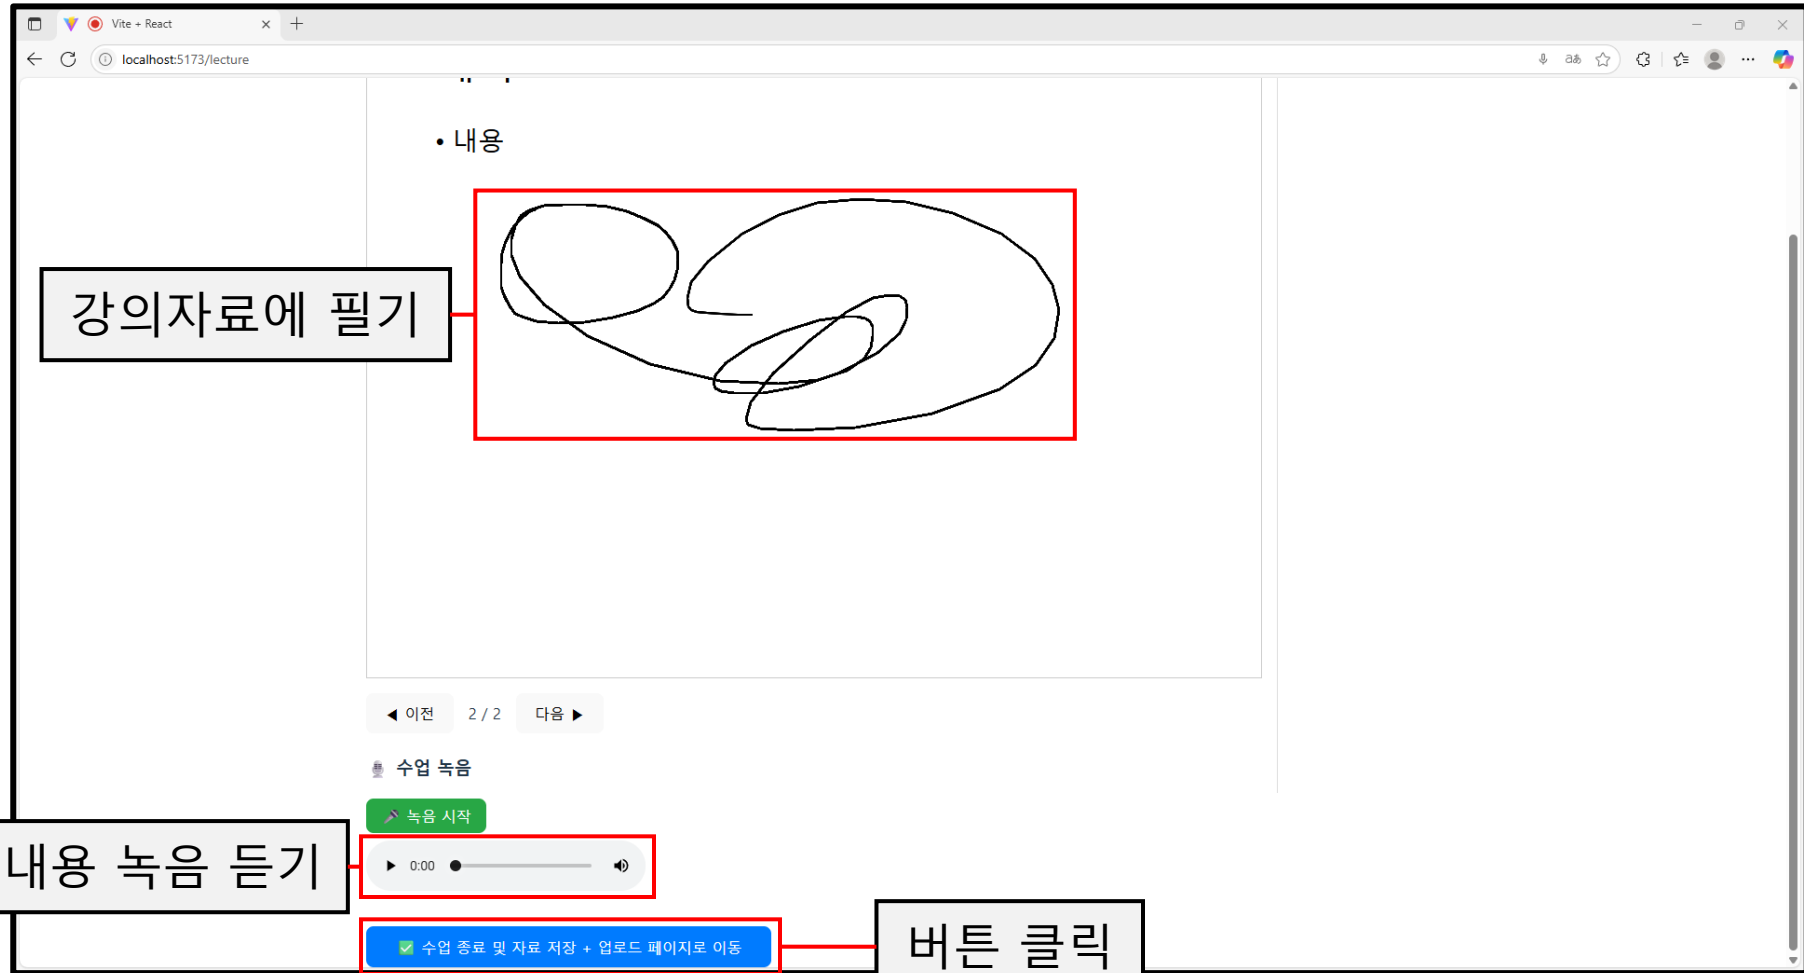 Vite + React
localhost:5173/lecture
• 내용
강의자료에 필기
◀ 이전 2 / 2 다음 ▶
수업 녹음
녹음 시작
내용 녹음 듣기
0:00
✅ 수업 종료 및 자료 저장 + 업로드 페이지로 이동
버튼 클릭